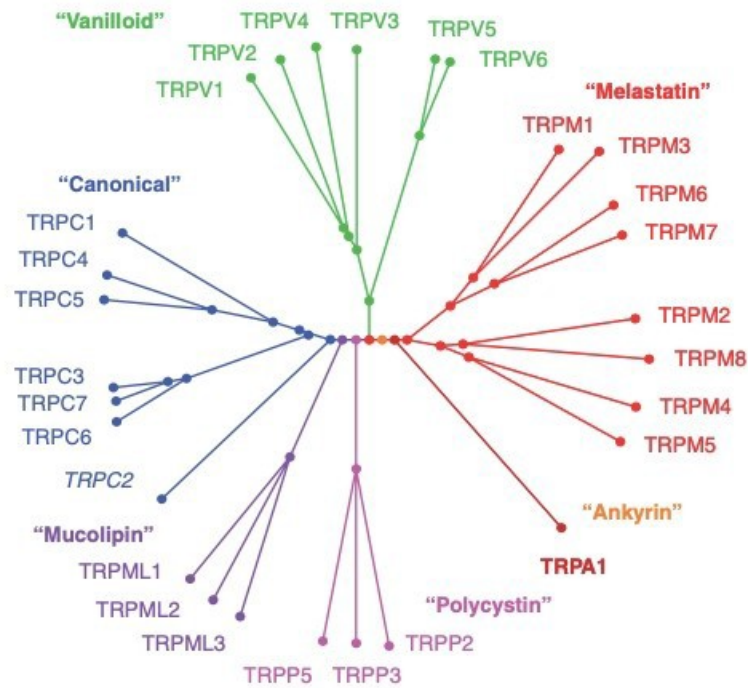 “Vanilloid”
TRPV1
TRPV2
TRPV4
TRPV3
TRPV5
TRPV6
“Melastatin”
TRPM1
TRPM3
TRPM6
TRPM7
TRPM2
TRPM8
TRPM4
TRPM5
“Ankyrin”
TRPA1
“Canonical”
TRPC1
TRPC4
TRPC5
TRPC3
TRPC7
TRPC6
TRPC2
“Mucolipin”
TRPML1
TRPML2
TRPML3
“Polycystin”
TRPP5
TRPP3
TRPP2